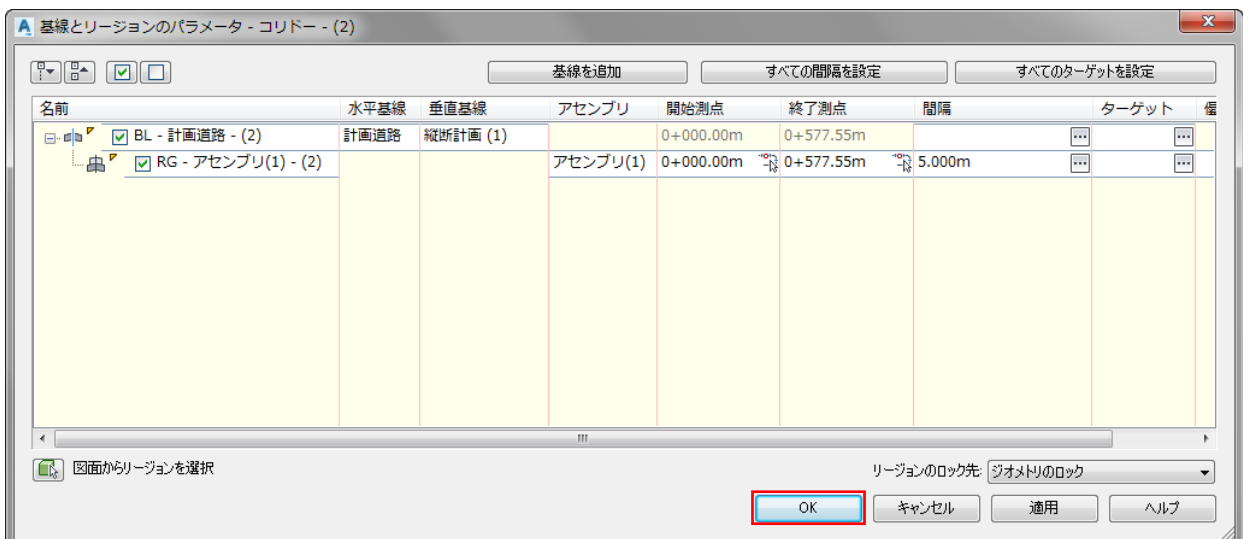 基線とリージョンのパラメータ - コリドー - (2)
基線を追加 すべての間隔を設定 すべてのターゲットを設定
名前 水平基線 垂直基線 アセンブリ 開始測点 終了測点 間隔 ターゲット
BL - 計画道路 - (2) 計画道路 縦断計画 (1) 0+000.00m 0+577.55m ...
RG - アセンブリ(1) - (2) アセンブリ(1) 0+000.00m 0+577.55m 5.000m ...
図面からリージョンを選択
リージョンのロック先: ジオメトリのロック
OK キャンセル 適用 ヘルプ